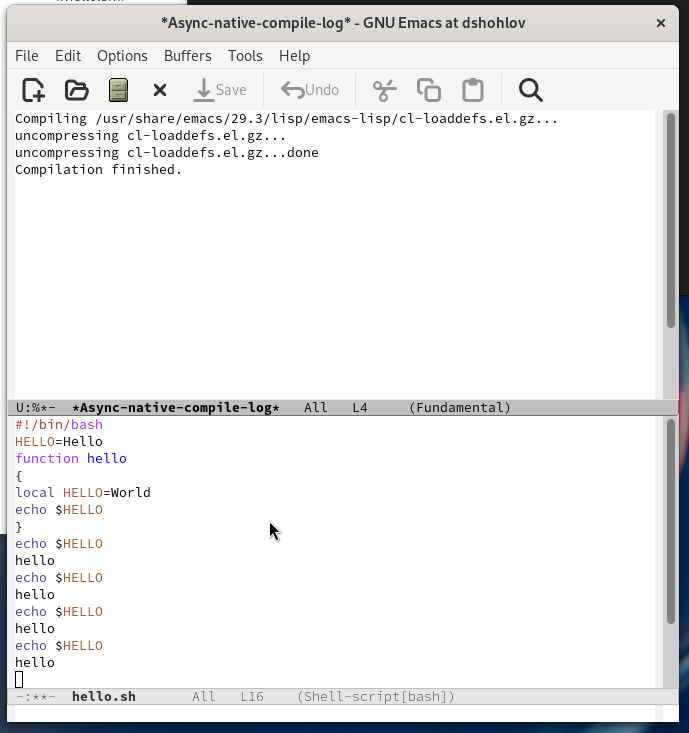 *Async-native-compile-log* - GNU Emacs at dshohlov
File Edit Options Buffers Tools Help
Save Undo
Compiling /usr/share/emacs/29.3/lisp/emacs-lisp/cl-loaddefs.el.gz...
uncompressing cl-loaddefs.el.gz...
uncompressing cl-loaddefs.el.gz...done
Compilation finished.
U:%*- *Async-native-compile-log* All L4 (Fundamental)
#!/bin/bash
HELLO=Hello
function hello
{
local HELLO=World
echo $HELLO
}
echo $HELLO
hello
echo $HELLO
hello
echo $HELLO
hello
echo $HELLO
hello
-:**- hello.sh All L16 (Shell-script[bash])